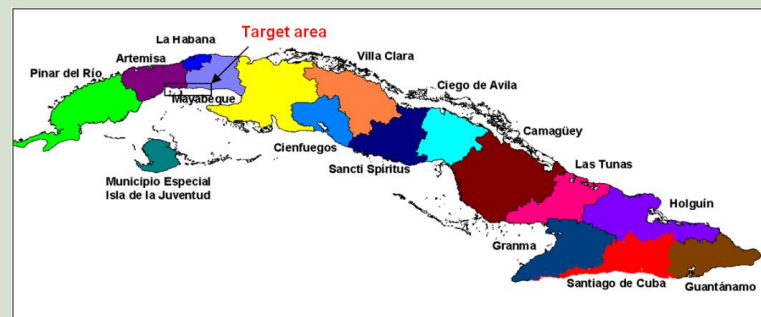 Target area
La Habana
Artemisa
Villa Clara
Pinar del Río
Ciego de Avila
Mayabeque
Camagüey
Cienfuegos
Sancti Spíritus
Las Tunas
Municipio Especial
Isla de la Juventud
Holguín
Granma
Santiago de Cuba
Guantánamo